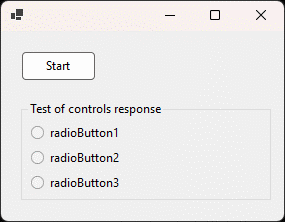 Start
Test of controls response
radioButton1
radioButton2
radioButton3